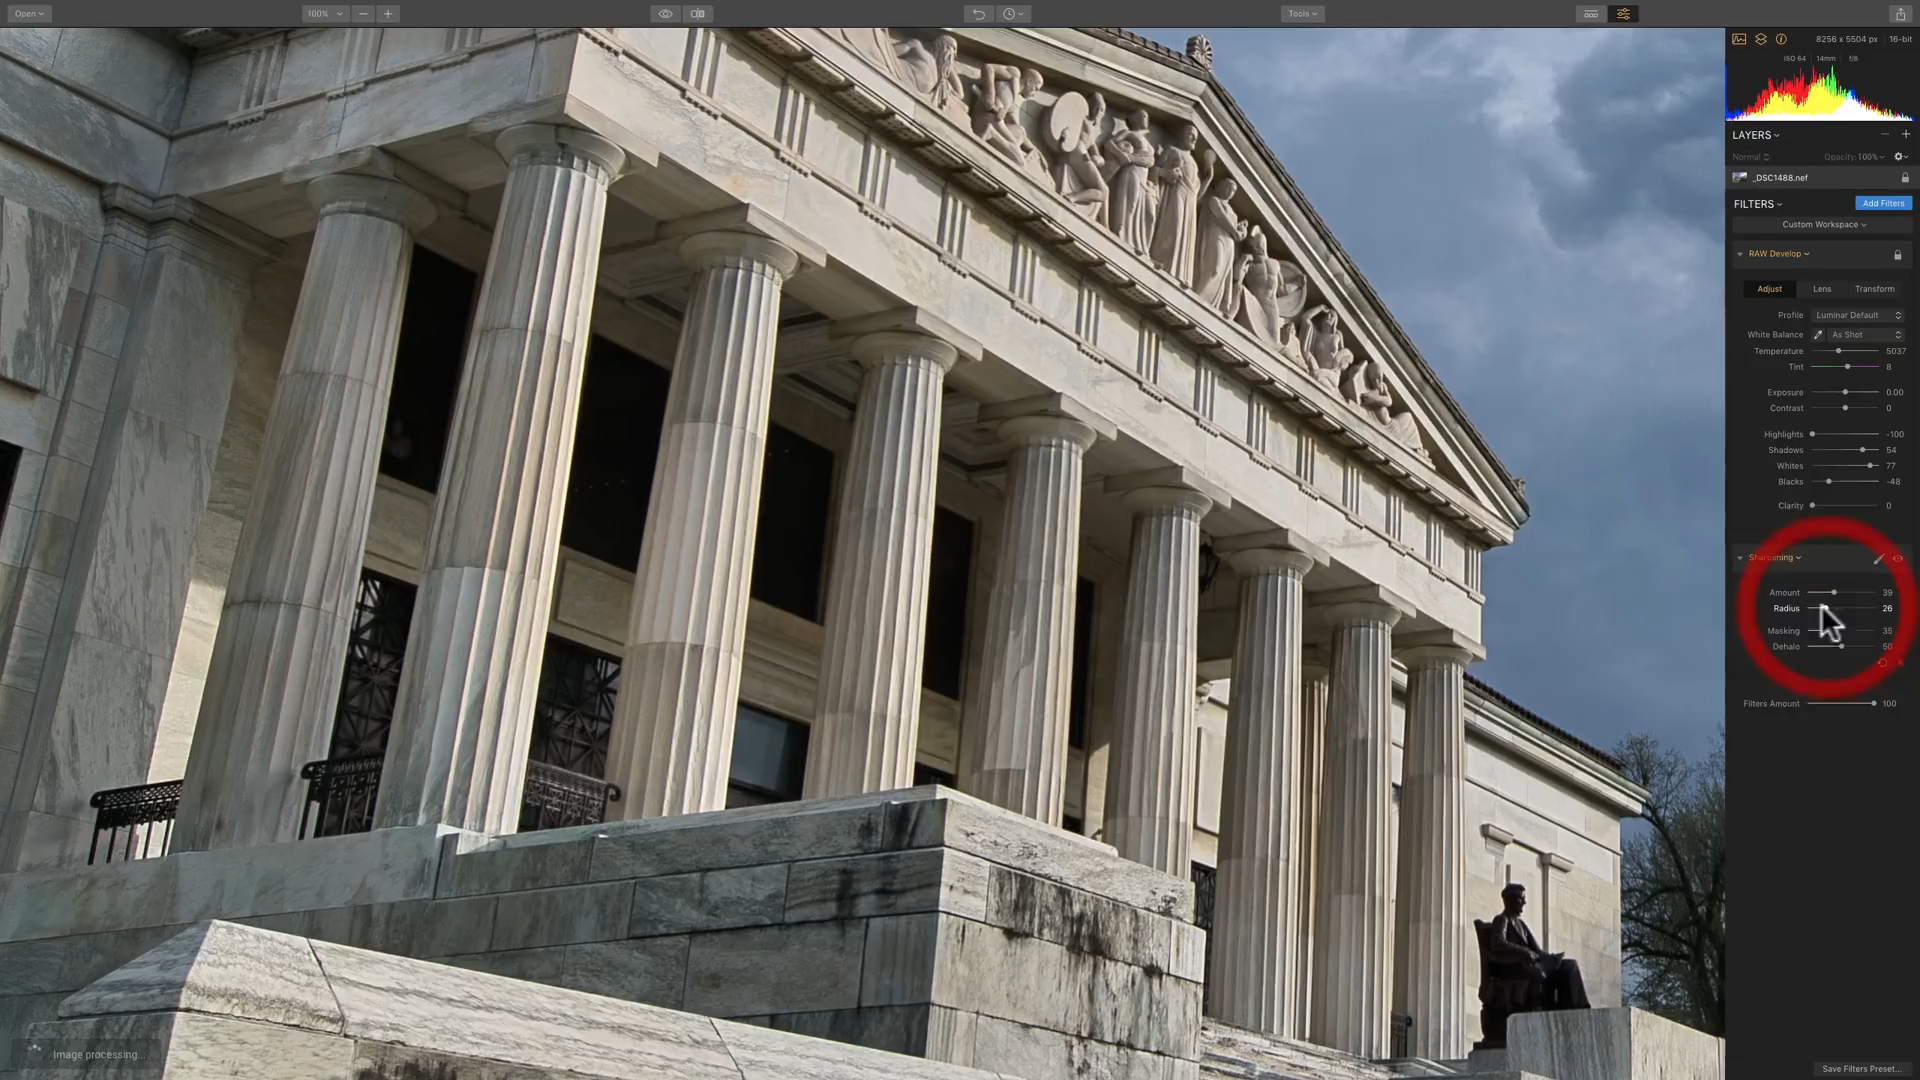 Open
100%
Tools
8256 x 5504 px 16-bit
ISO 64 14mm f/8
LAYERS
Normal Opacity: 100%
_DSC1488.nef
FILTERS Add Filters
Custom Workspace
RAW Develop
Adjust Lens Transform
Profile Luminar Default
White Balance As Shot
Temperature 5037
Tint 8
Exposure 0.00
Contrast 0
Highlights -100
Shadows 54
Whites 77
Blacks -48
Clarity 0
Sharpening
Amount 39
Radius 26
Masking 35
Dehalo 50
Filters Amount 100
Image processing...
Save Filters Preset...